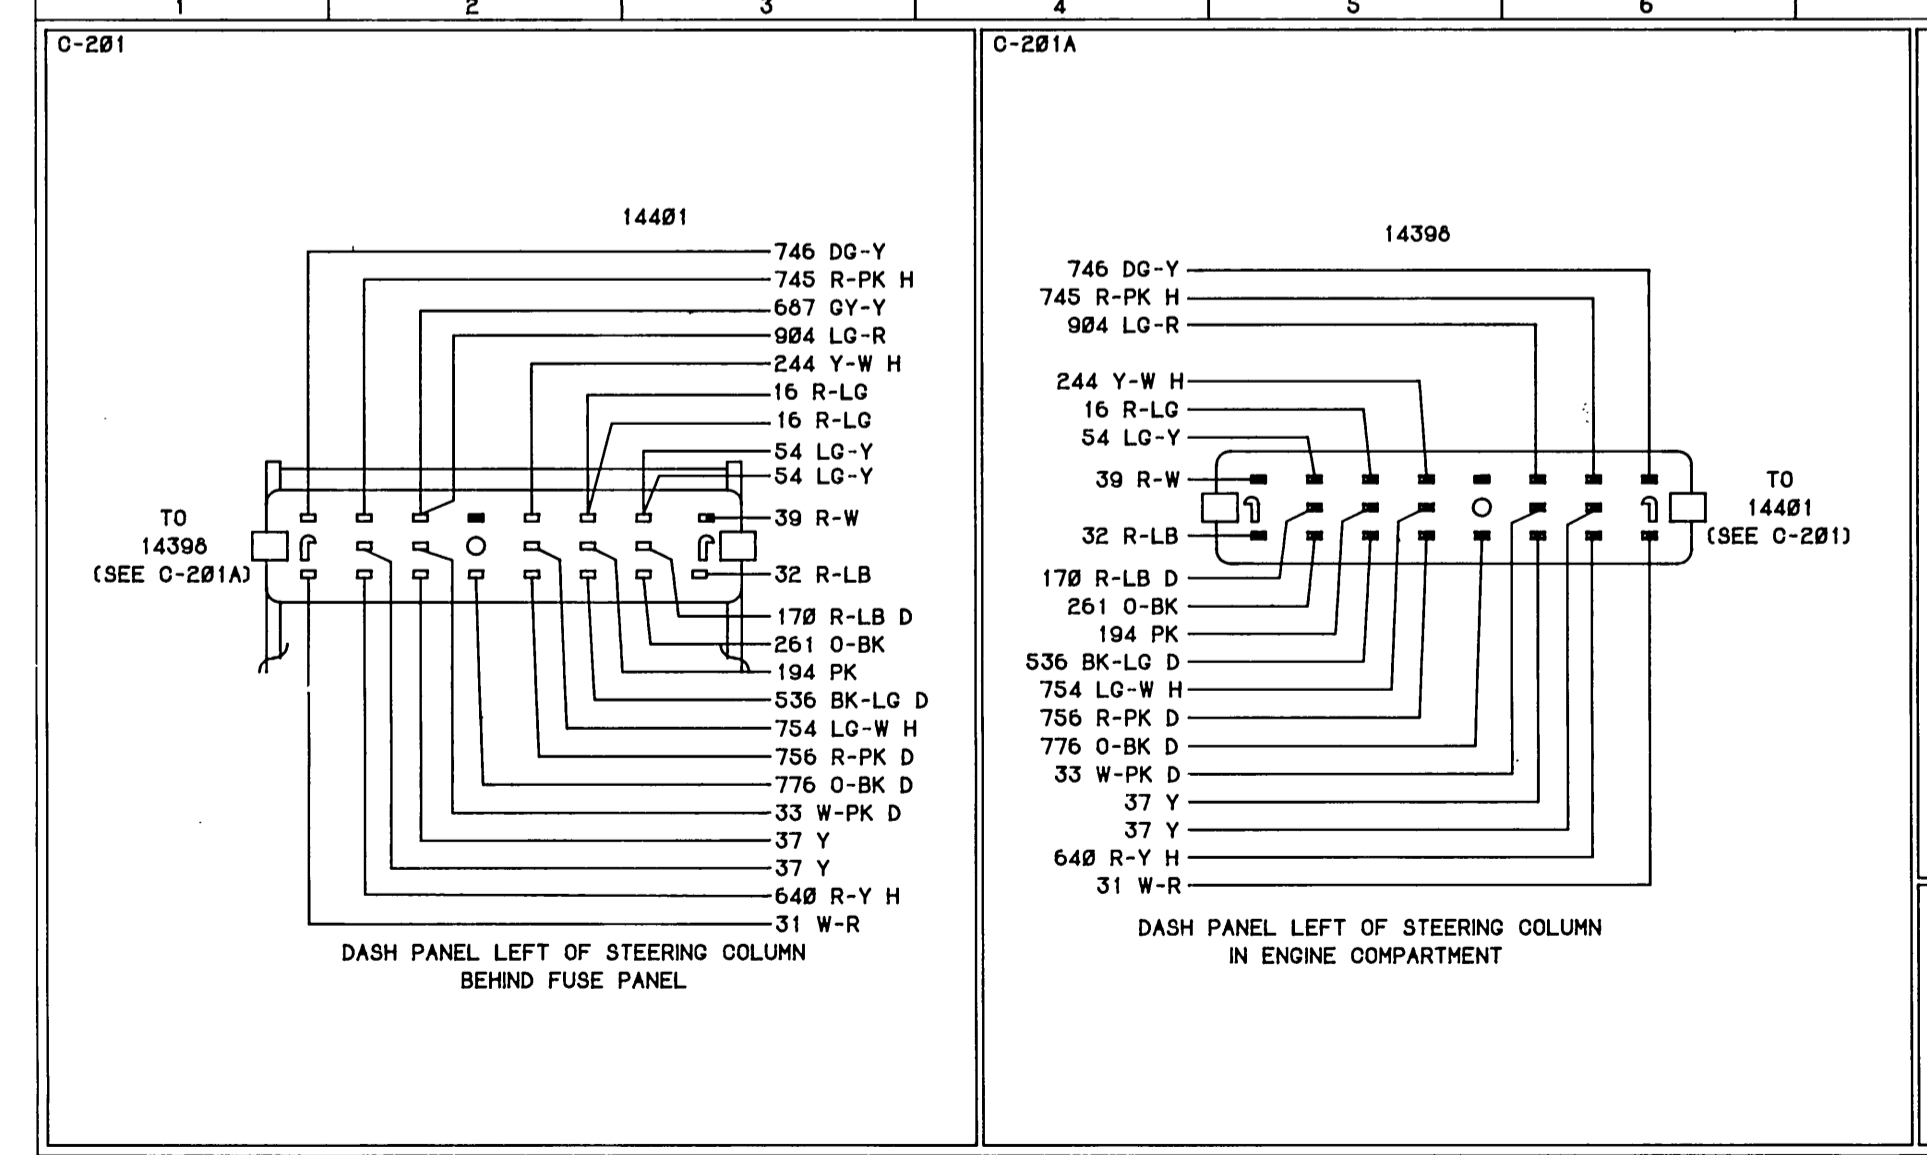 1 2 3 4 5 6
C-201
14401
746 DG-Y
745 R-PK H
687 GY-Y
904 LG-R
244 Y-W H
16 R-LG
16 R-LG
54 LG-Y
54 LG-Y
39 R-W
32 R-LB
170 R-LB D
261 O-BK
194 PK
536 BK-LG D
754 LG-W H
756 R-PK D
776 O-BK D
33 W-PK D
37 Y
37 Y
640 R-Y H
31 W-R
TO
14398
(SEE C-201A)
DASH PANEL LEFT OF STEERING COLUMN
BEHIND FUSE PANEL
C-201A
14398
746 DG-Y
745 R-PK H
904 LG-R
244 Y-W H
16 R-LG
54 LG-Y
39 R-W
32 R-LB
170 R-LB D
261 O-BK
194 PK
536 BK-LG D
754 LG-W H
756 R-PK D
776 O-BK D
33 W-PK D
37 Y
37 Y
640 R-Y H
31 W-R
TO
14401
(SEE C-201)
DASH PANEL LEFT OF STEERING COLUMN
IN ENGINE COMPARTMENT